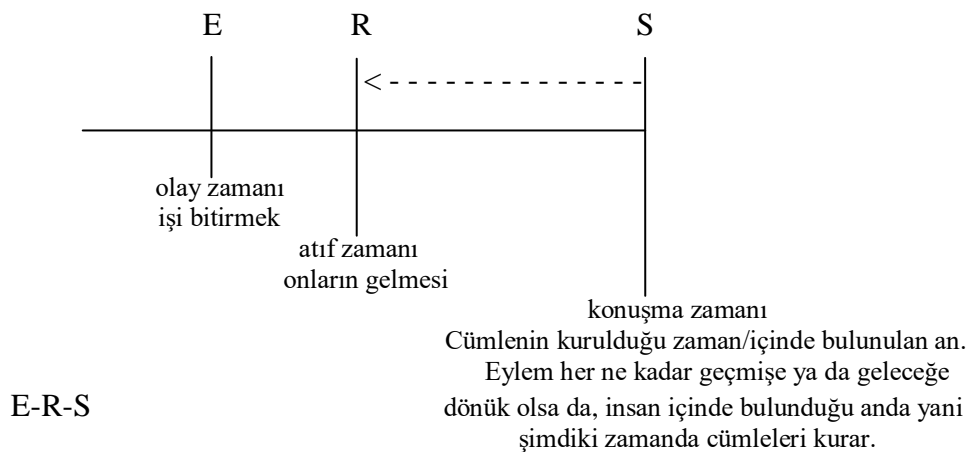 E R S
<
olay zamanı
işi bitirmek
atıf zamanı
onların gelmesi
konuşma zamanı
Cümlenin kurulduğu zaman/içinde bulunulan an.
Eylem her ne kadar geçmişe ya da geleceğe
E-R-S dönük olsa da, insan içinde bulunduğu anda yani
şimdiki zamanda cümleleri kurar.